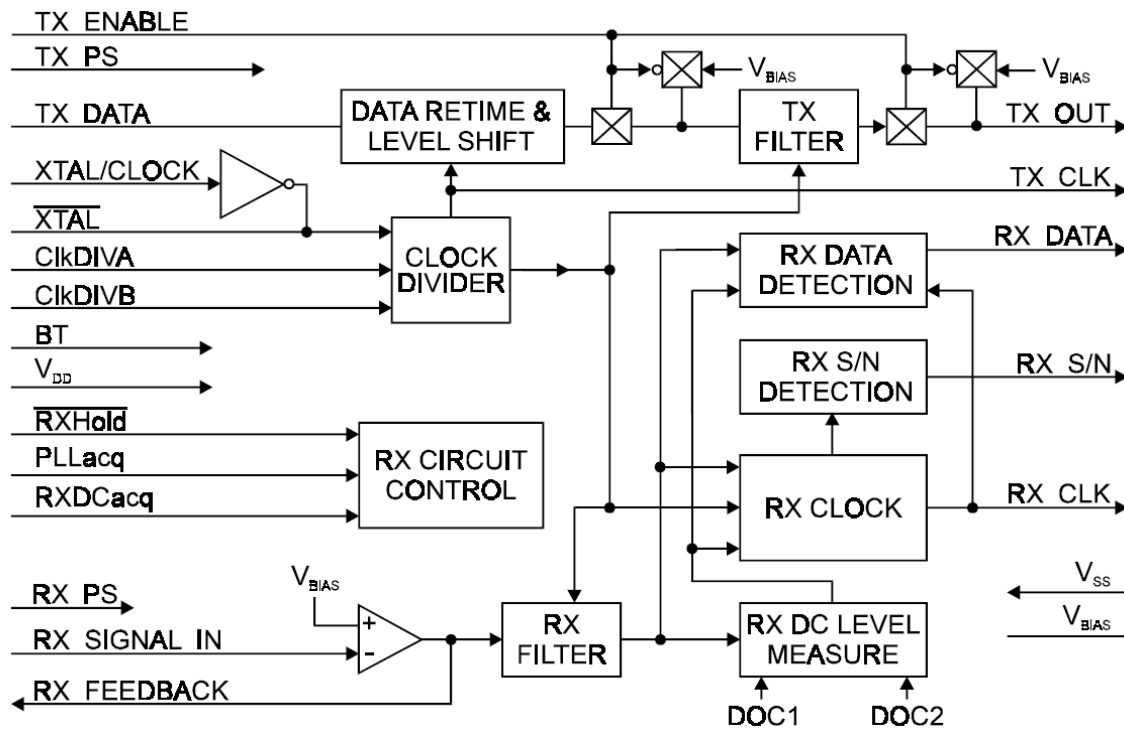 TX ENABLE
TX PS
V_BIAS
V_BIAS
TX DATA
DATA RETIME &
LEVEL SHIFT
TX
FILTER
TX OUT
XTAL/CLOCK
TX CLK
XTAL
ClkDIVA
ClkDIVB
CLOCK
DIVIDER
RX DATA
DETECTION
RX DATA
BT
V_DD
RX S/N
DETECTION
RX S/N
RXHold
PLLacq
RXDCacq
RX CIRCUIT
CONTROL
RX CLOCK
RX CLK
V_BIAS
V_SS
V_BIAS
RX PS
RX SIGNAL IN
RX FEEDBACK
+
-
RX
FILTER
RX DC LEVEL
MEASURE
DOC1
DOC2